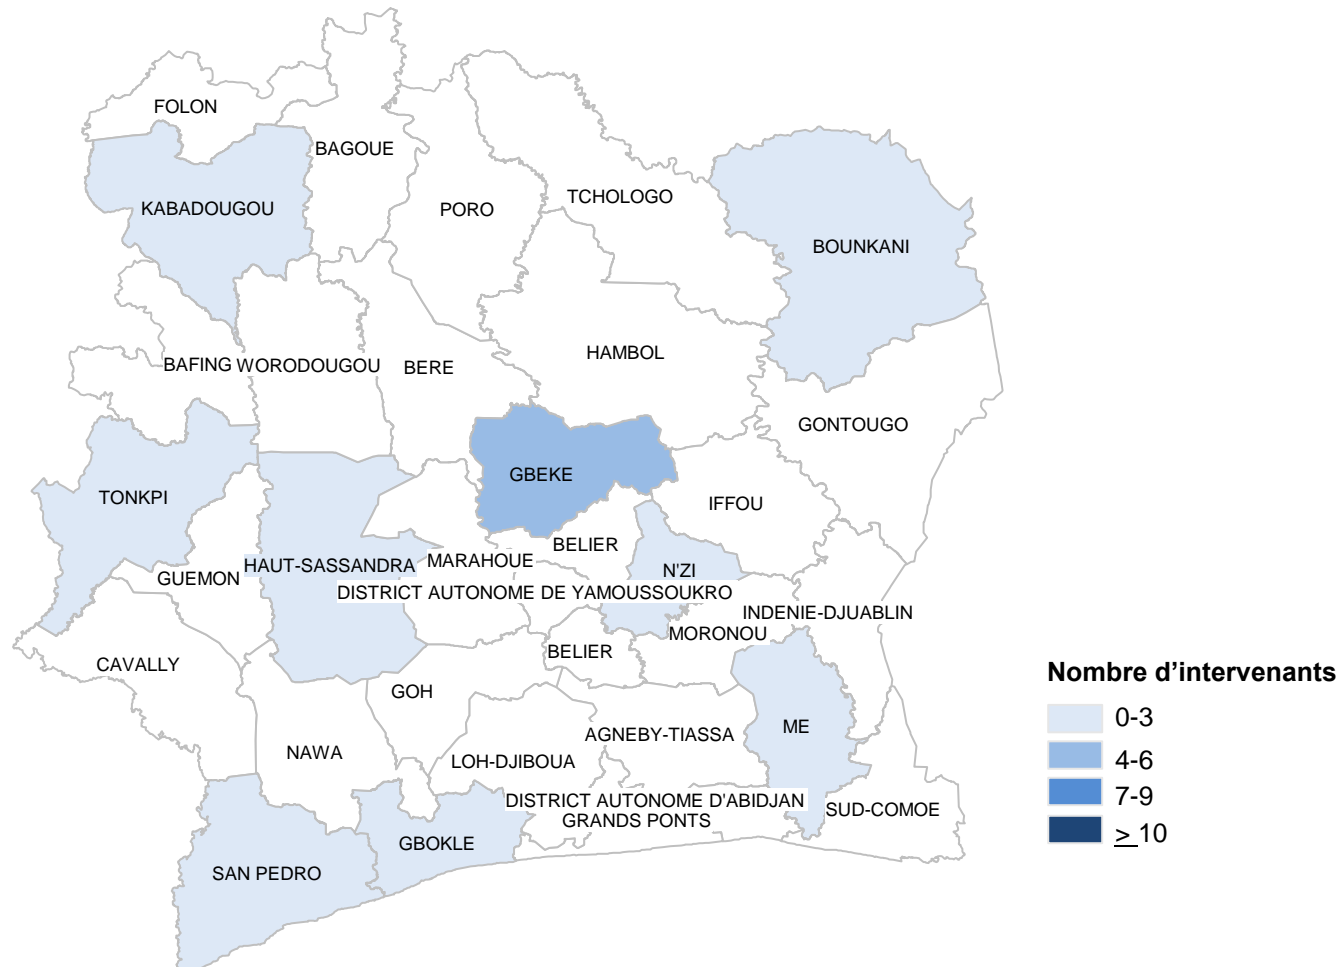 FOLON
BAGOUE
KABADOUGOU
PORO
TCHOLOGO
BOUNKANI
BAFING
WORODOUGOU
BERE
HAMBOL
GONTOUGO
GBEKE
TONKPI
IFFOU
BELIER
MARAHOUE
HAUT-SASSANDRA
N'ZI
GUEMON
DISTRICT AUTONOME DE YAMOUSSOUKRO
INDENIE-DJUABLIN
MORONOU
BELIER
CAVALLY
GOH
ME
AGNEBY-TIASSA
NAWA
LOH-DJIBOUA
DISTRICT AUTONOME D'ABIDJAN
GRANDS PONTS
SUD-COMOE
GBOKLE
SAN PEDRO
Nombre d’intervenants
0-3
4-6
7-9
≥ 10